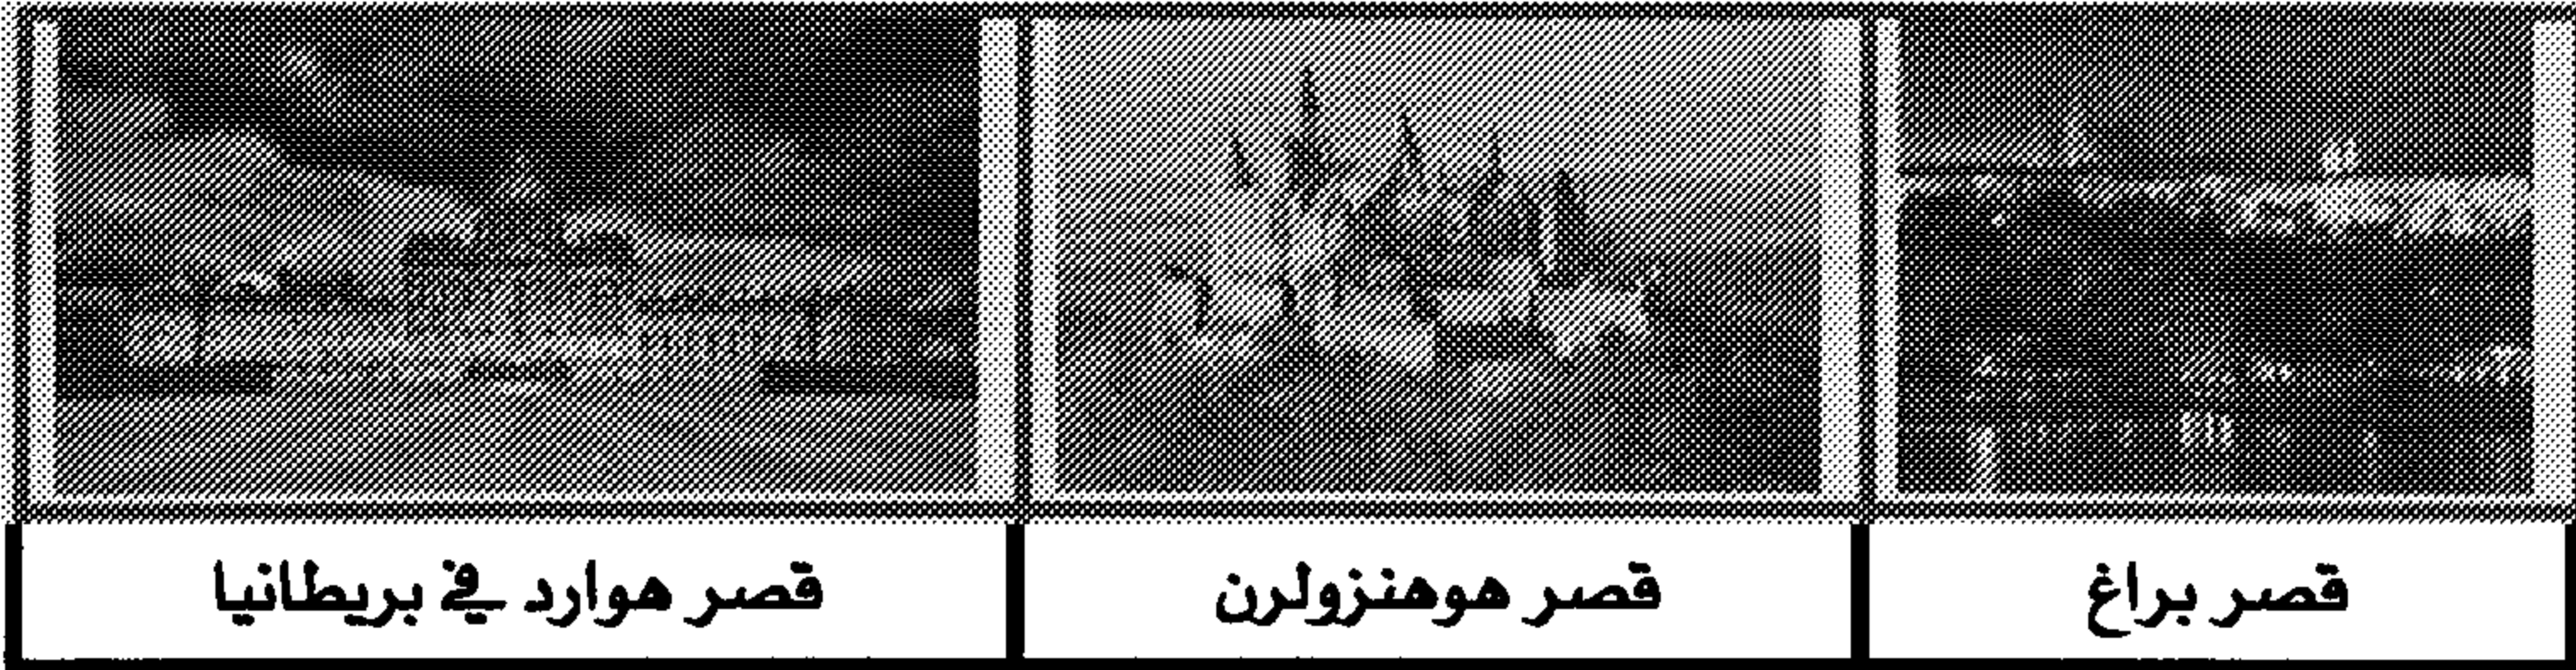 قصر براغ
قصر هوهنزولرن
قصر هوارد في بريطانيا